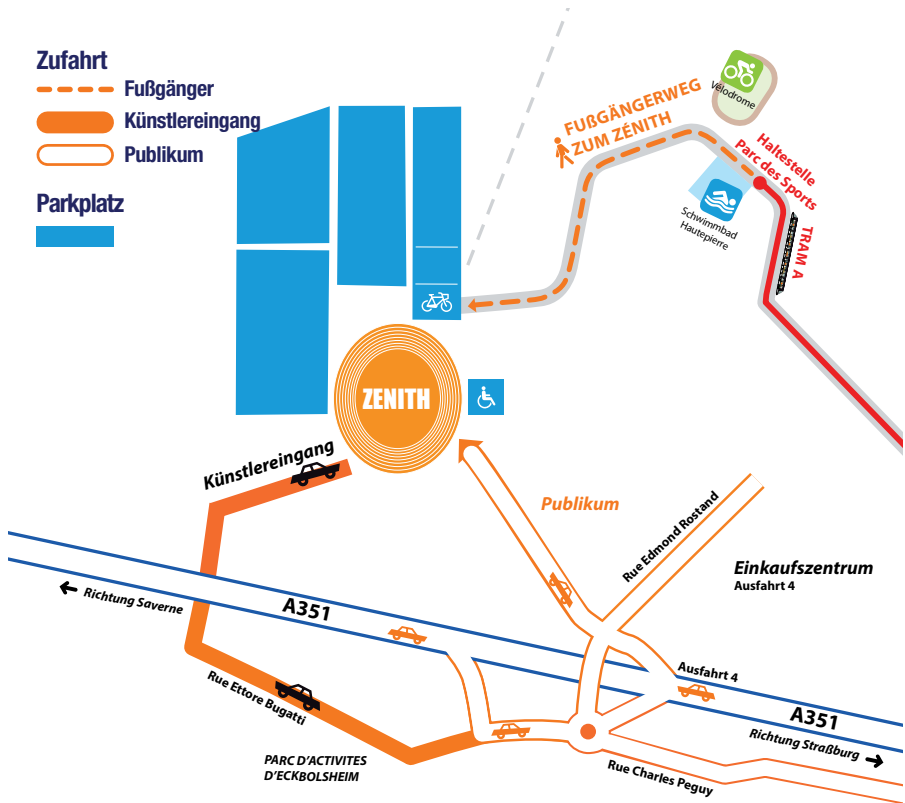 Zufahrt
Fußgänger
Künstlereingang
Publikum
Parkplatz
FUßGÄNGERWEG
ZUM ZÉNITH
Vélodrome
Haltestelle
Parc des Sports
Schwimmbad
Hautepierre
TRAM A
ZENITH
Künstlereingang
Publikum
Rue Edmond Rostand
Einkaufszentrum
Ausfahrt 4
Richtung Saverne
A351
Rue Ettore Bugatti
Ausfahrt 4
A351
Richtung Straßburg
PARC D'ACTIVITES
D'ECKBOLSHEIM
Rue Charles Peguy